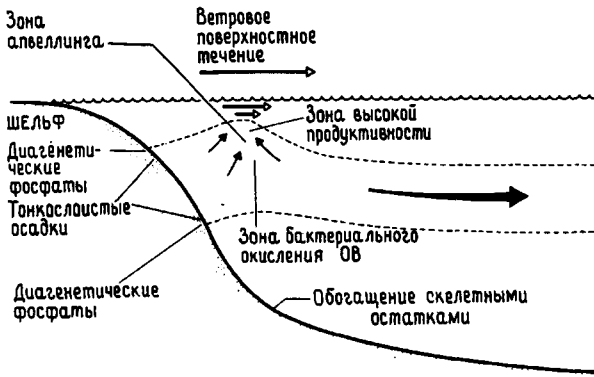 Зона
апвеллинга
Ветровое
поверхностное
течение
ШЕЛЬФ
Зона высокой
продуктивности
Диагенети-
ческие
фосфаты
Тонкослоистые
осадки
Зона бактериального
окисления ОВ
Диагенетические
фосфаты
Обогащение скелетными
остатками